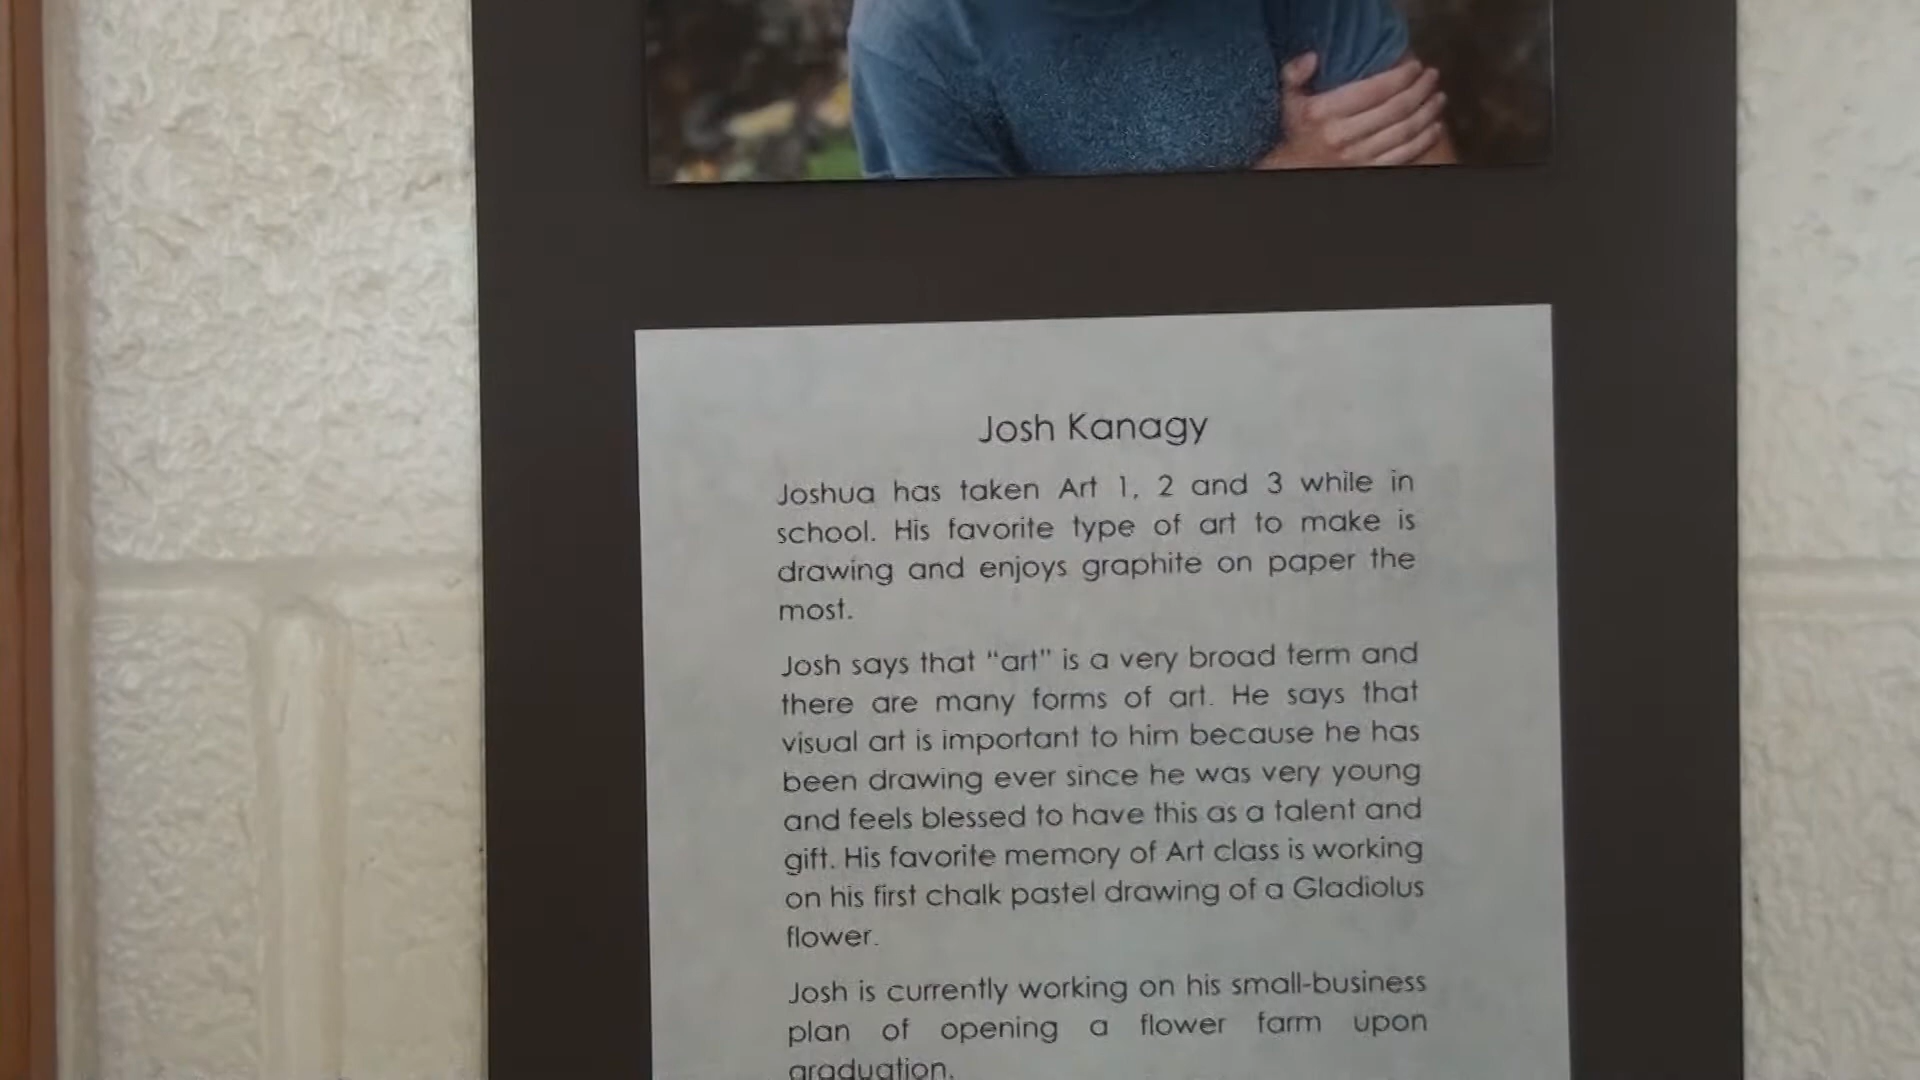 Josh Kanagy
Joshua has taken Art 1, 2 and 3 while in
school. His favorite type of art to make is
drawing and enjoys graphite on paper the
most.
Josh says that “art” is a very broad term and
there are many forms of art. He says that
visual art is important to him because he has
been drawing ever since he was very young
and feels blessed to have this as a talent and
gift. His favorite memory of Art class is working
on his first chalk pastel drawing of a Gladiolus
flower.
Josh is currently working on his small-business
plan of opening a flower farm upon
graduation.